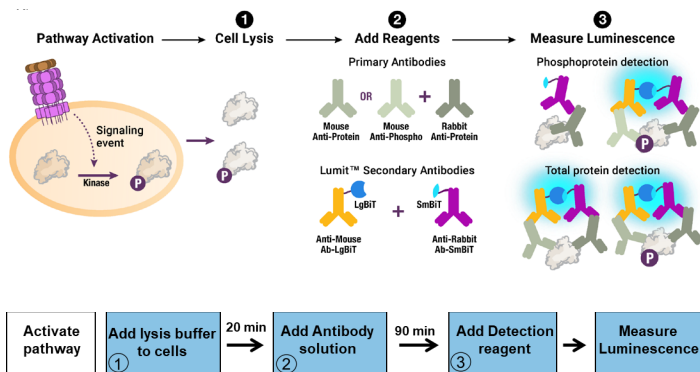 1
2
3
Pathway Activation
Cell Lysis
Add Reagents
Measure Luminescence
Signaling
event
Kinase
P
P
Primary Antibodies
OR
+
Mouse
Anti-Protein
Mouse
Anti-Phospho
Rabbit
Anti-Protein
Lumit™ Secondary Antibodies
LgBiT
+
SmBiT
Anti-Mouse
Ab-LgBiT
Anti-Rabbit
Ab-SmBiT
Phosphoprotein detection
P
Total protein detection
P
Activate
pathway
Add lysis buffer
to cells
1
20 min
Add Antibody
solution
2
90 min
Add Detection
reagent
3
Measure
Luminescence